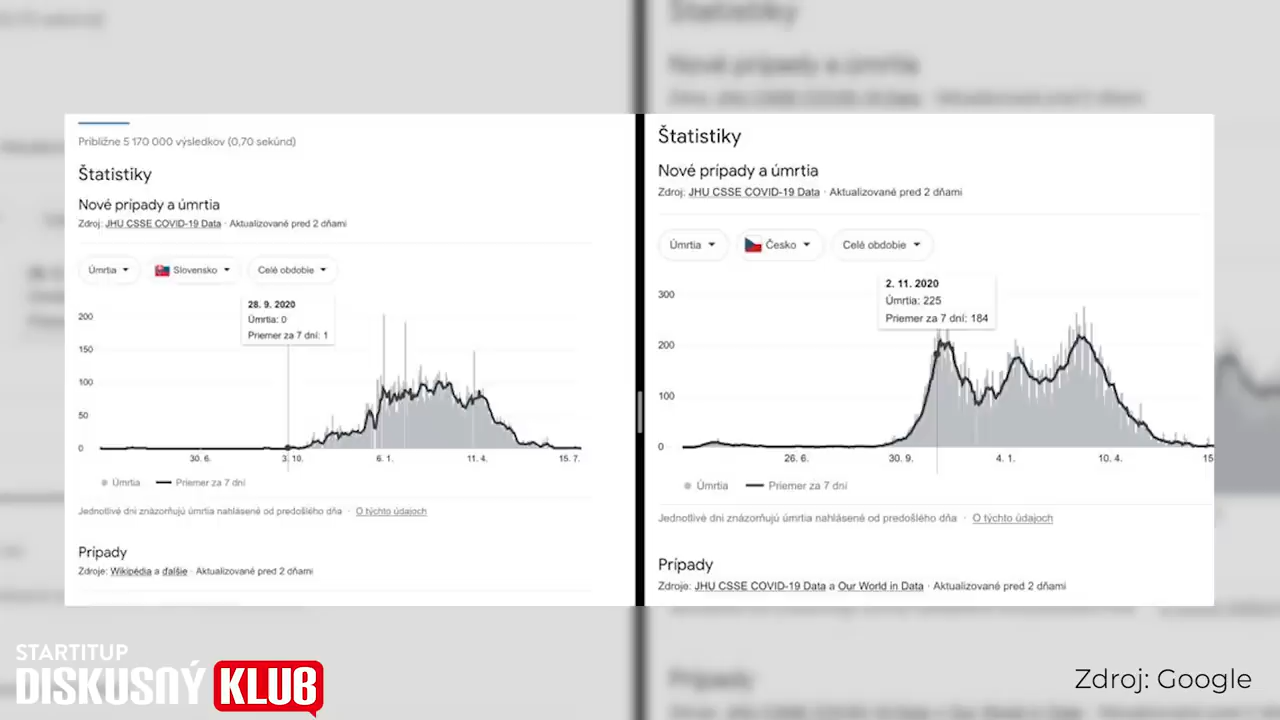 Približne 5 170 000 výsledkov (0,70 sekúnd)
Štatistiky
Nové prípady a úmrtia
Zdroj: JHU CSSE COVID-19 Data · Aktualizované pred 2 dňami
Úmrtia
Slovensko
Celé obdobie
28. 9. 2020
Úmrtia: 0
Priemer za 7 dní: 1
200
150
100
50
0
30. 6.
3. 10.
6. 1.
11. 4.
15. 7.
Úmrtia
Priemer za 7 dní
Jednotlivé dni znázorňujú úmrtia nahlásené od predošlého dňa · O týchto údajoch
Prípady
Zdroje: Wikipédia a ďalšie · Aktualizované pred 2 dňami
Štatistiky
Nové prípady a úmrtia
Zdroj: JHU CSSE COVID-19 Data · Aktualizované pred 2 dňami
Úmrtia
Česko
Celé obdobie
2. 11. 2020
Úmrtia: 225
Priemer za 7 dní: 184
300
200
100
0
26. 6.
30. 9.
4. 1.
10. 4.
15
Úmrtia
Priemer za 7 dní
Jednotlivé dni znázorňujú úmrtia nahlásené od predošlého dňa · O týchto údajoch
Prípady
Zdroje: JHU CSSE COVID-19 Data a Our World in Data · Aktualizované pred 2 dňami
STARTITUP
DISKUSNÝ KLUB
Zdroj: Google